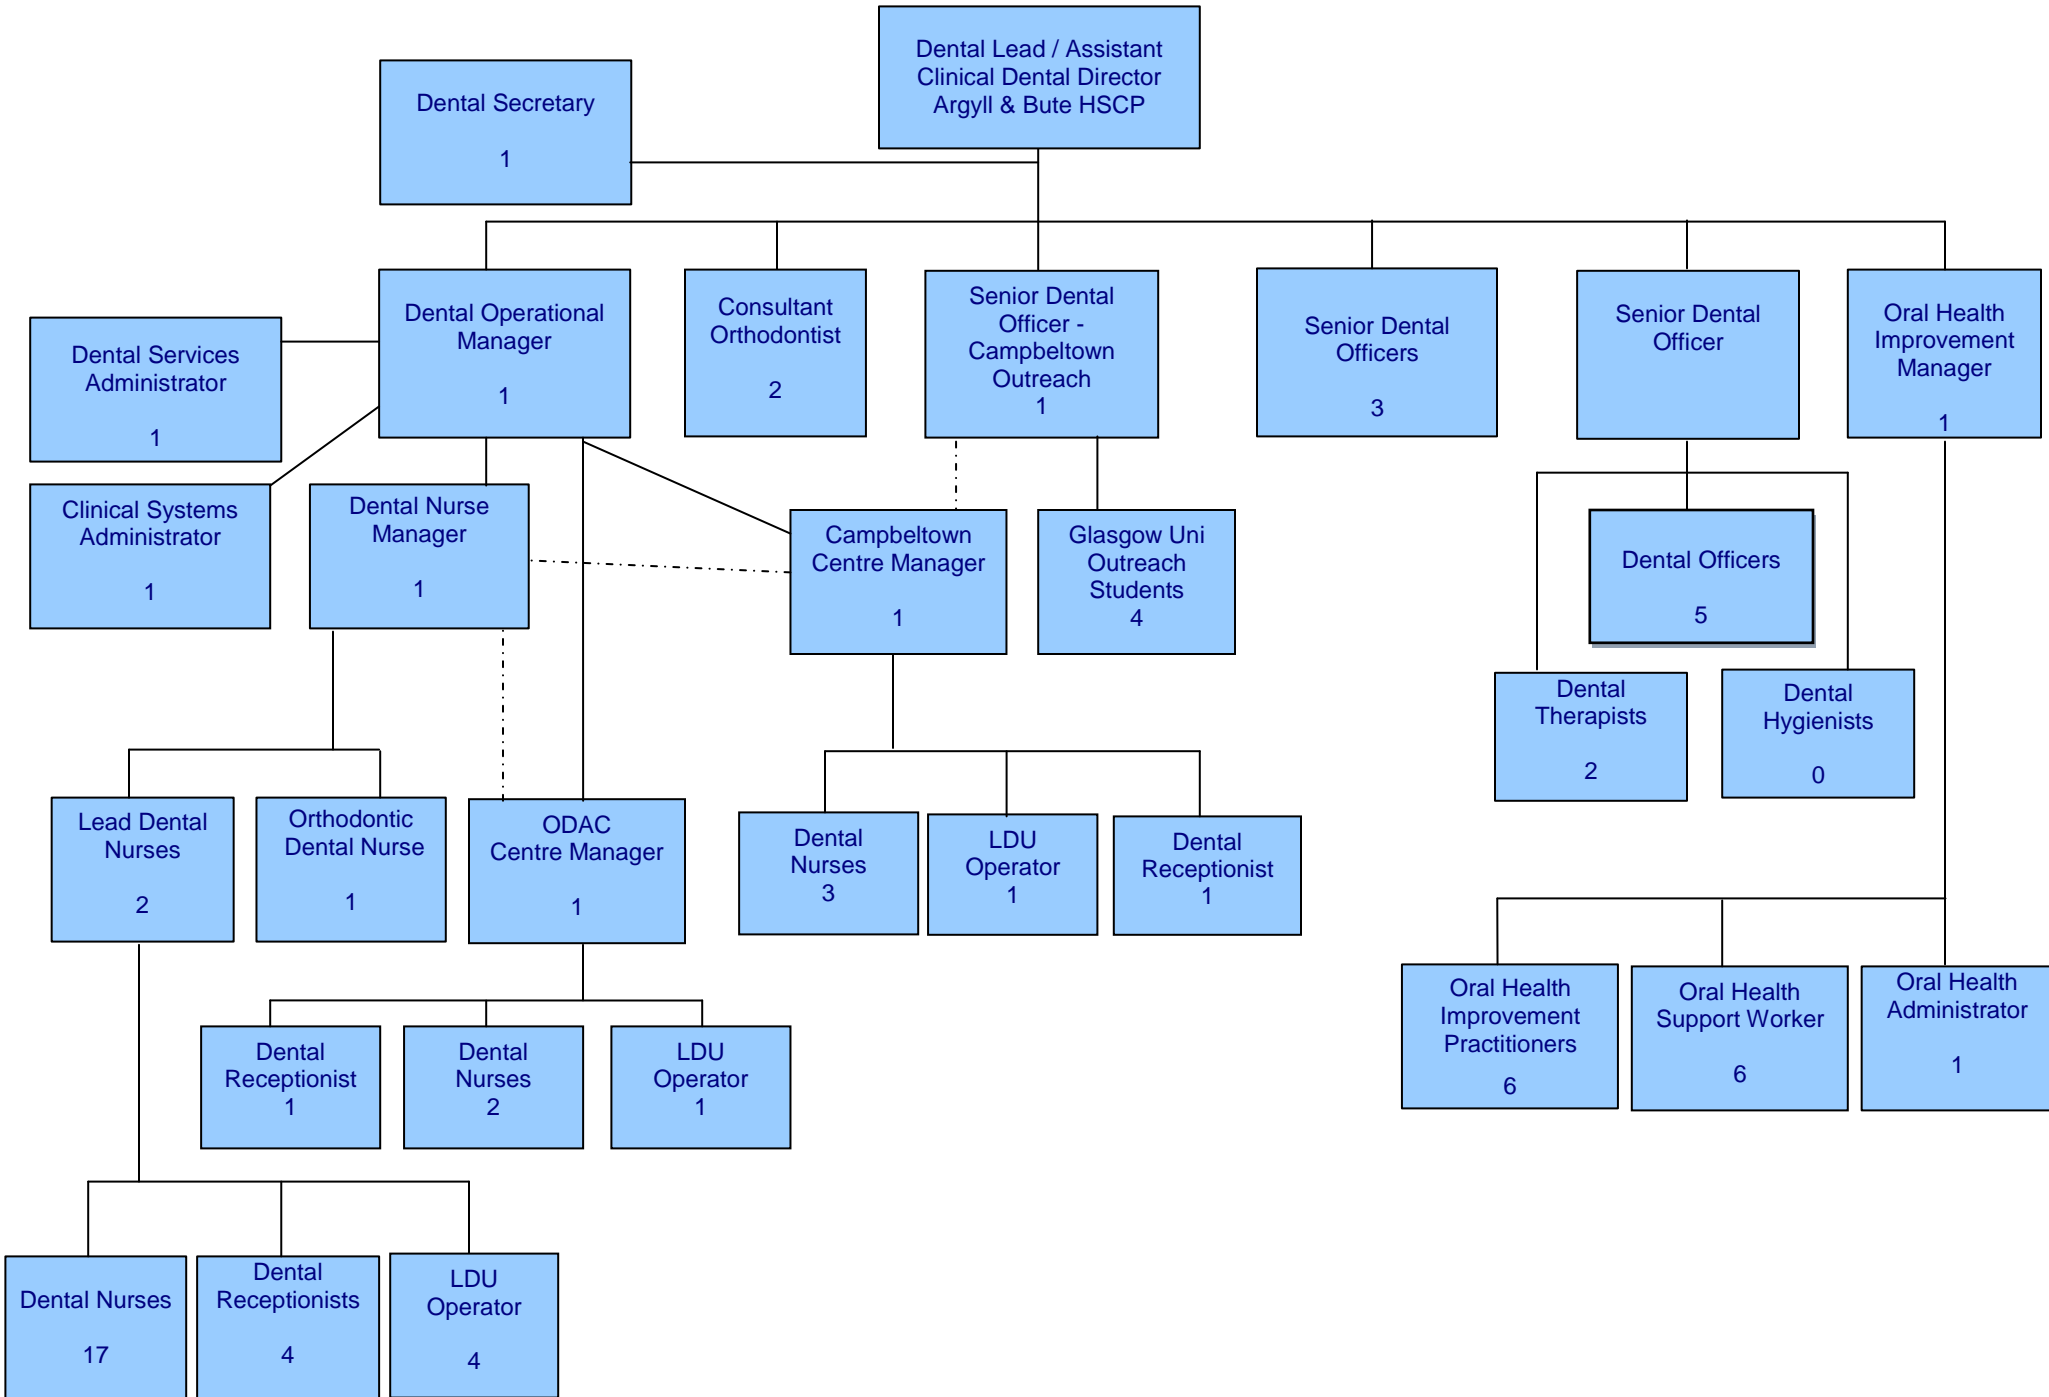 Dental Lead / Assistant
Clinical Dental Director
Argyll & Bute HSCP
Dental Secretary
1
Dental Operational
Manager
1
Consultant
Orthodontist
2
Senior Dental
Officer -
Campbeltown
Outreach
1
Senior Dental
Officers
3
Senior Dental
Officer
Oral Health
Improvement
Manager
1
Dental Services
Administrator
1
Clinical Systems
Administrator
1
Dental Nurse
Manager
1
Campbeltown
Centre Manager
1
Glasgow Uni
Outreach
Students
4
Dental Officers
5
Dental
Therapists
2
Dental
Hygienists
0
Lead Dental
Nurses
2
Orthodontic
Dental Nurse
1
ODAC
Centre Manager
1
Dental
Nurses
3
LDU
Operator
1
Dental
Receptionist
1
Oral Health
Improvement
Practitioners
6
Oral Health
Support Worker
6
Oral Health
Administrator
1
Dental
Receptionist
1
Dental
Nurses
2
LDU
Operator
1
Dental Nurses
17
Dental
Receptionists
4
LDU
Operator
4